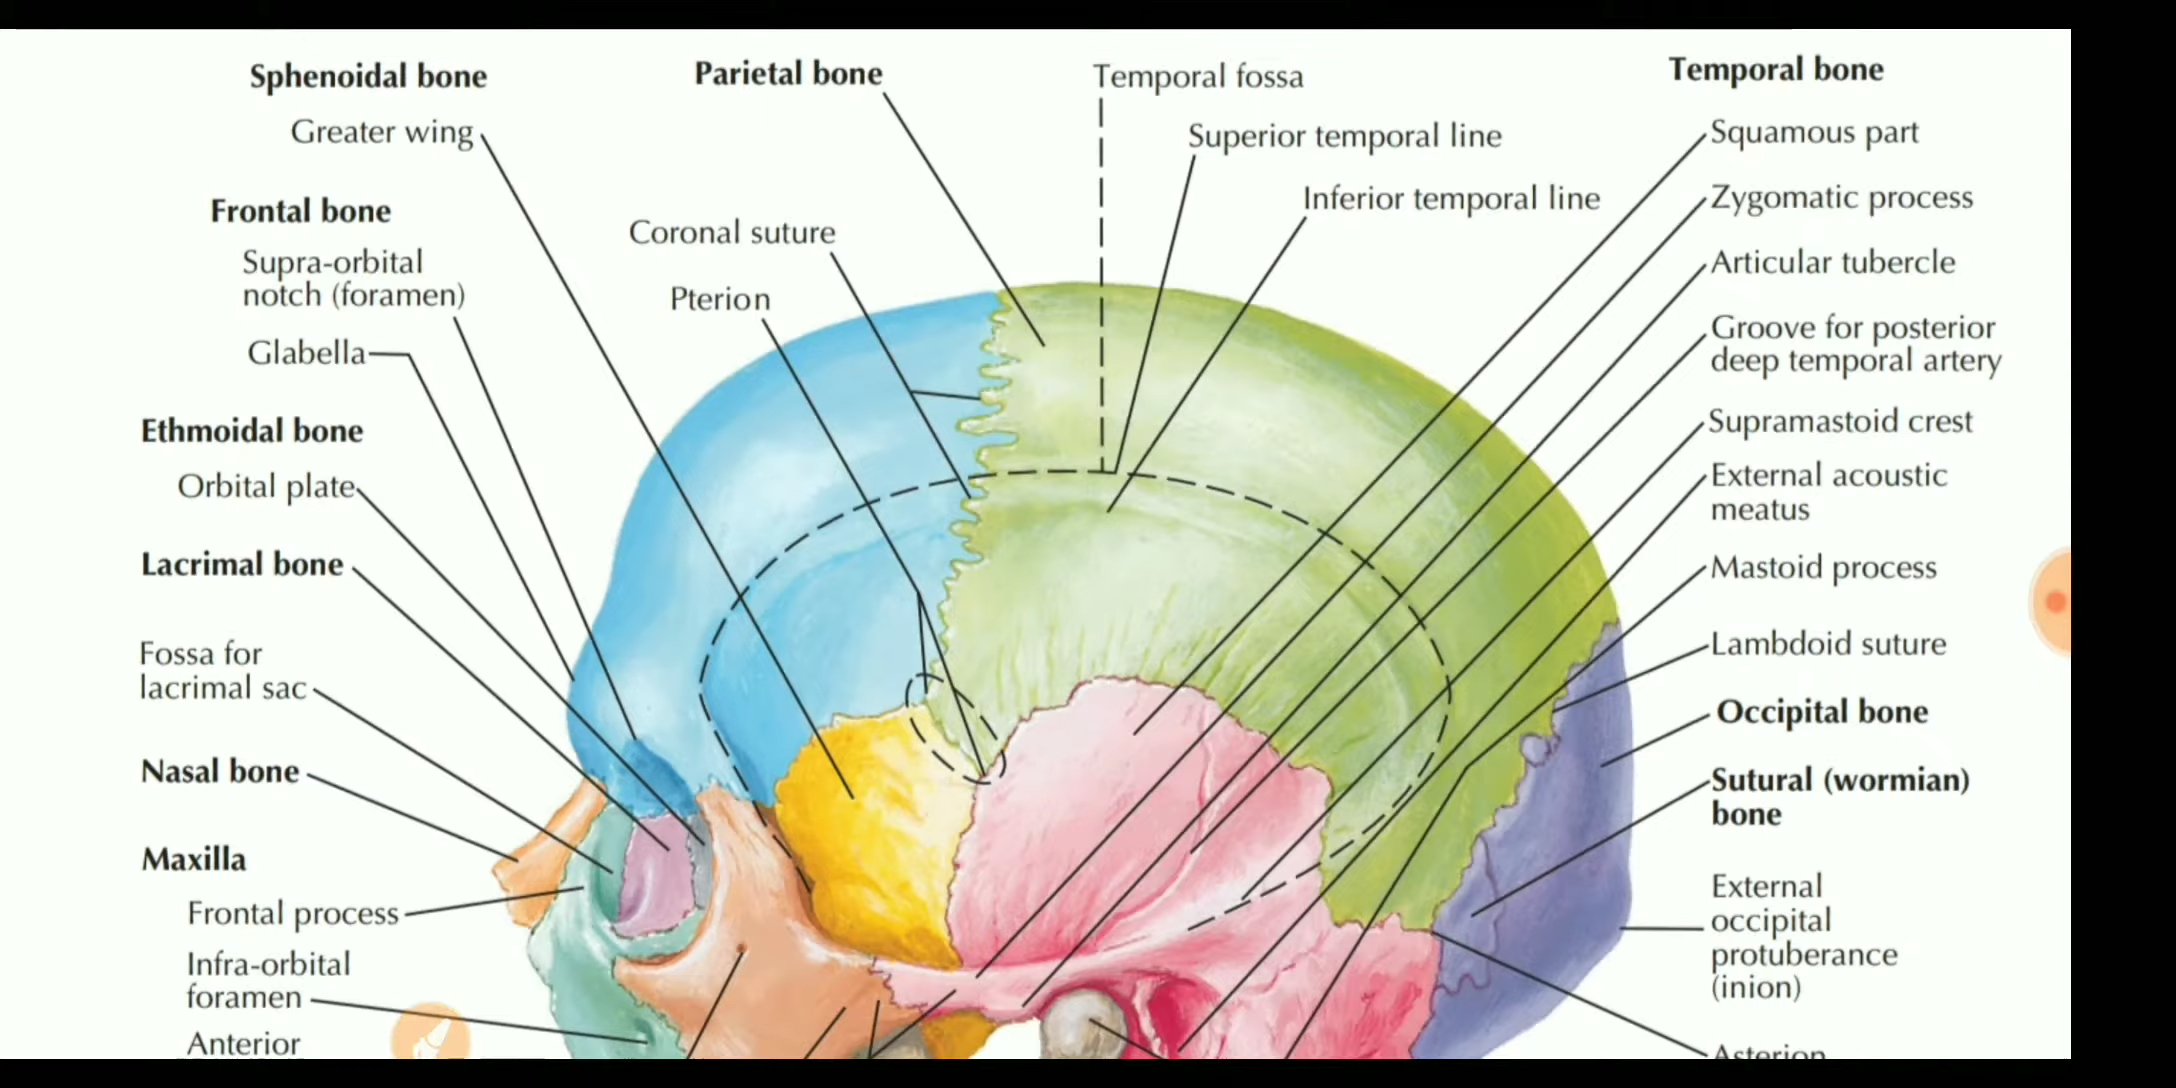 Sphenoidal bone
Greater wing
Frontal bone
Supra-orbital
notch (foramen)
Glabella
Ethmoidal bone
Orbital plate
Lacrimal bone
Fossa for
lacrimal sac
Nasal bone
Maxilla
Frontal process
Infra-orbital
foramen
Anterior
Parietal bone
Coronal suture
Pterion
Temporal fossa
Superior temporal line
Inferior temporal line
Temporal bone
Squamous part
Zygomatic process
Articular tubercle
Groove for posterior
deep temporal artery
Supramastoid crest
External acoustic
meatus
Mastoid process
Lambdoid suture
Occipital bone
Sutural (wormian)
bone
External
occipital
protuberance
(inion)
Asterion